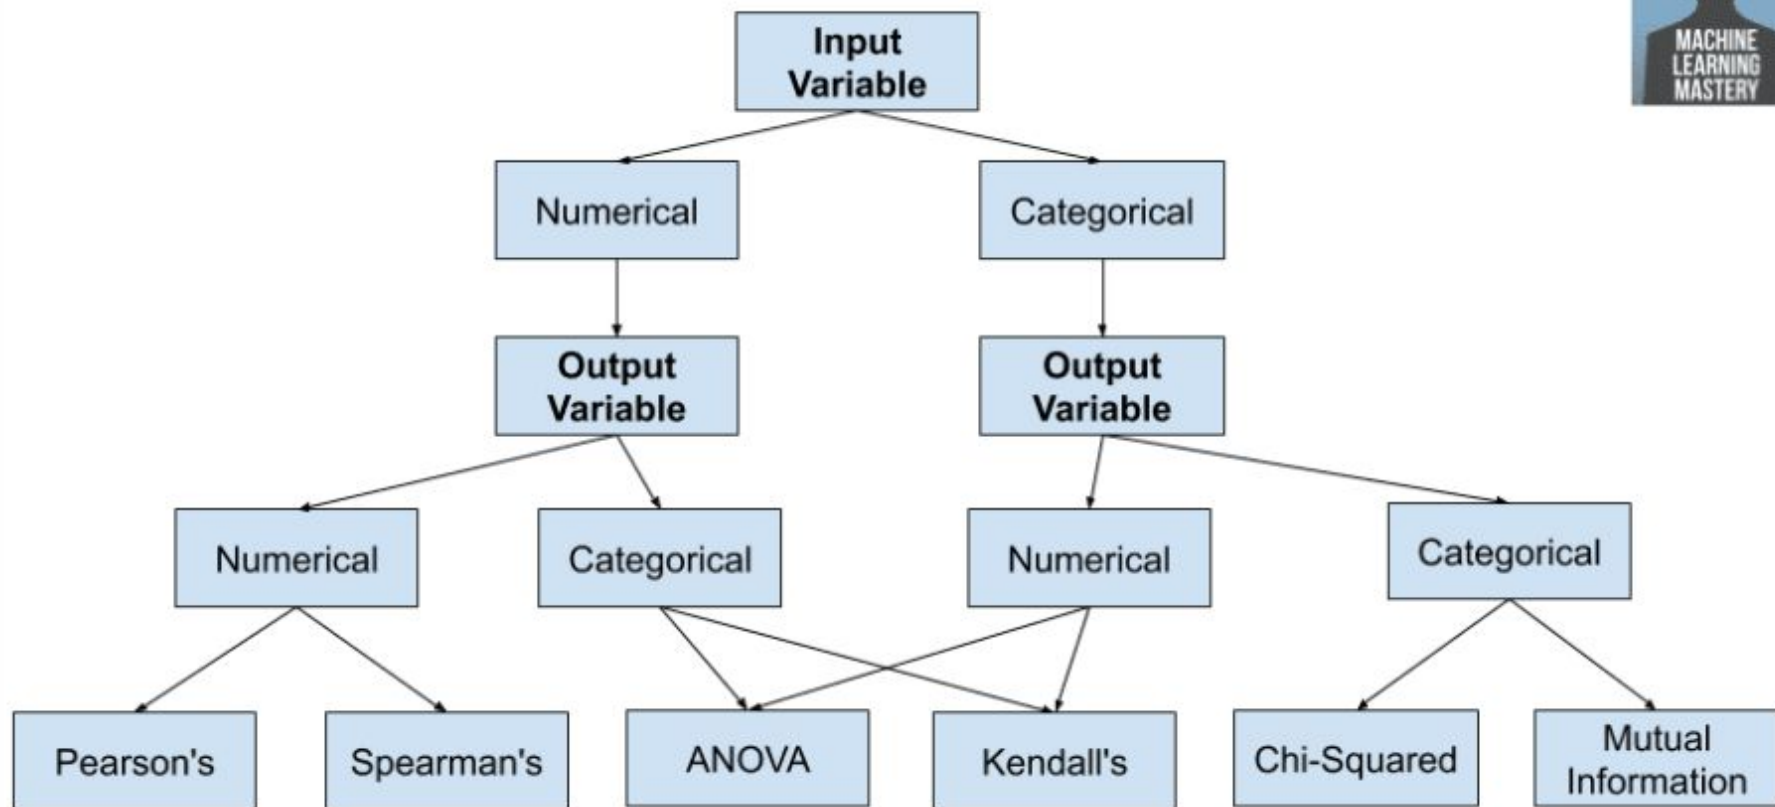 Input
Variable
MACHINE
LEARNING
MASTERY
Numerical
Categorical
Output
Variable
Output
Variable
Numerical
Categorical
Numerical
Categorical
Pearson's
Spearman's
ANOVA
Kendall's
Chi-Squared
Mutual
Information